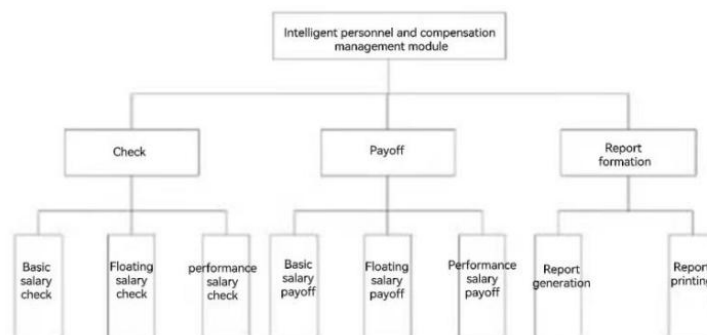 Intelligent personnel and compensation
management module
Check
Payoff
Report
formation
Basic
salary
check
Floating
salary
check
performance
salary
check
Basic
salary
payoff
Floating
salary
payoff
Performance
salary
payoff
Report
generation
Report
printing